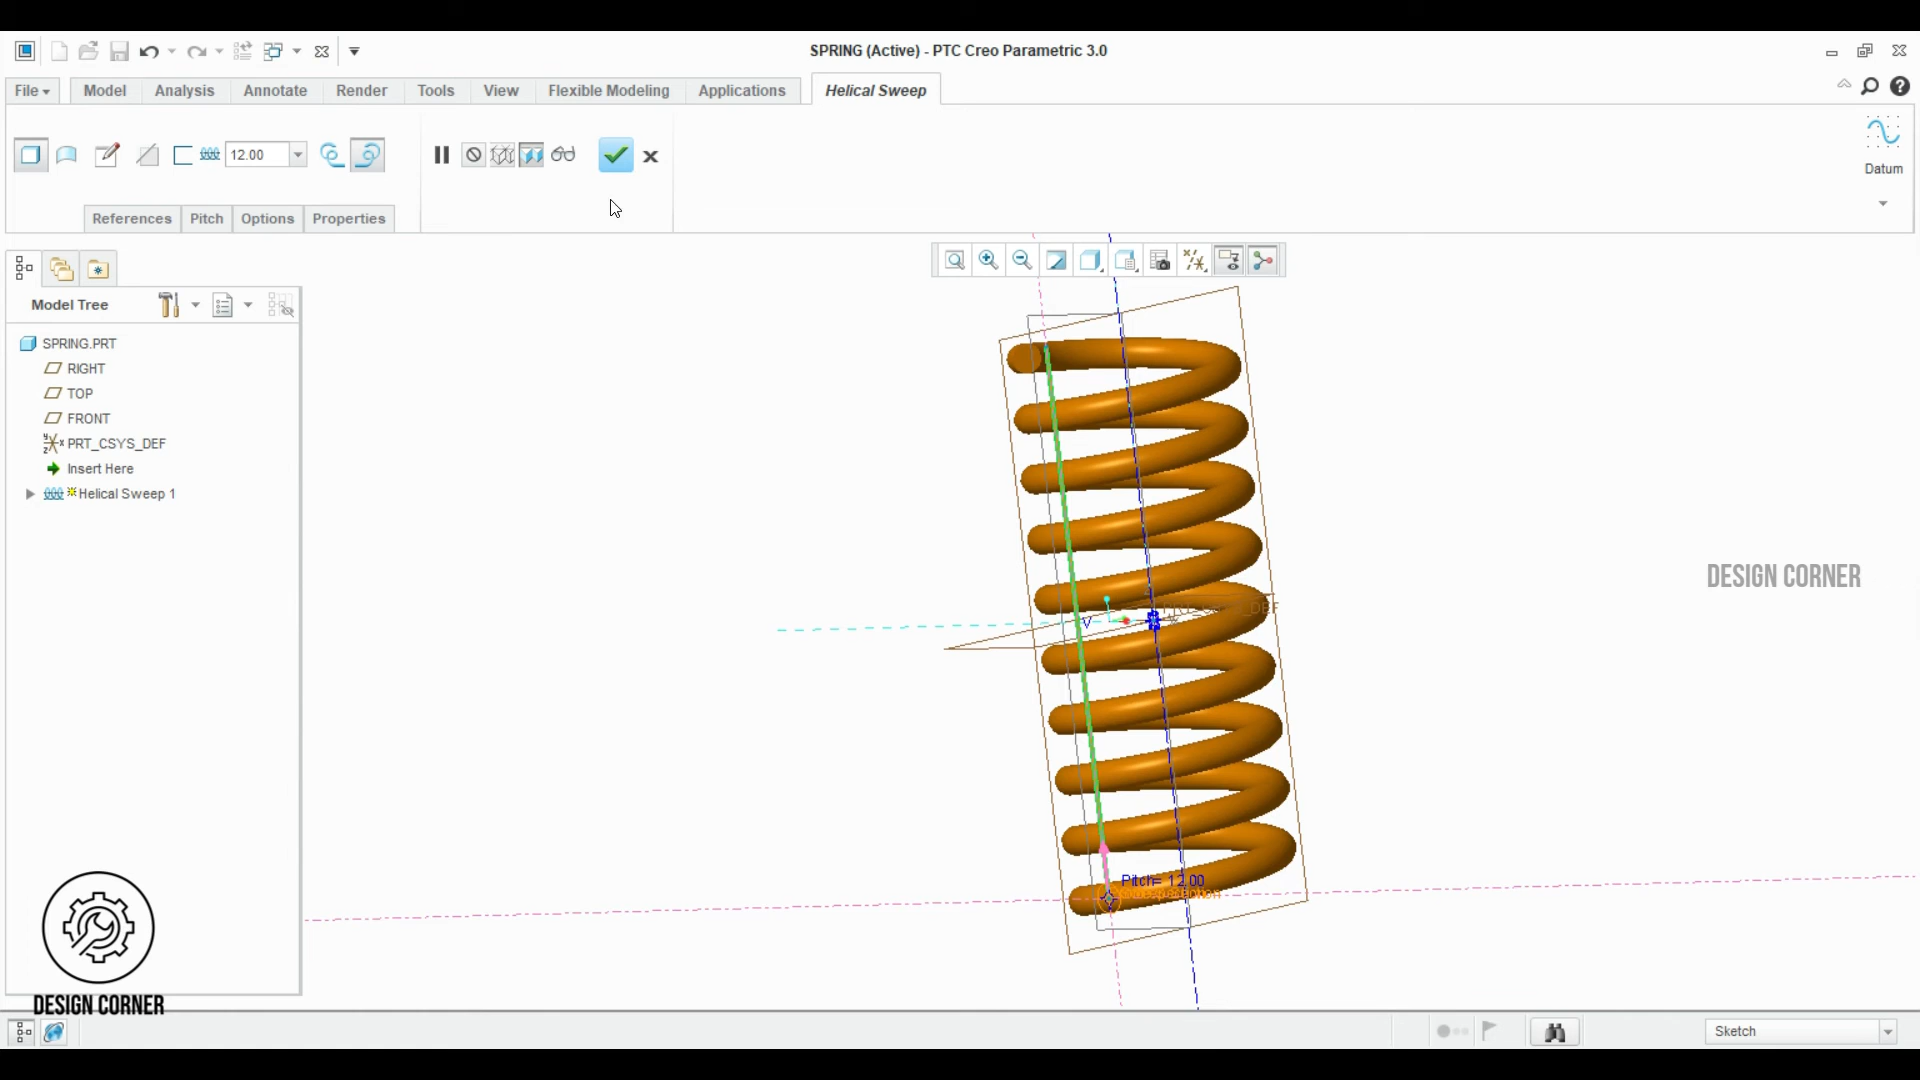 SPRING (Active) - PTC Creo Parametric 3.0
File Model Analysis Annotate Render Tools View Flexible Modeling Applications Helical Sweep
12.00
Datum
References Pitch Options Properties
Model Tree
SPRING.PRT
RIGHT
TOP
FRONT
PRT_CSYS_DEF
Insert Here
Helical Sweep 1
DESIGN CORNER
V
Pitch= 12.00
DESIGN CORNER
Sketch